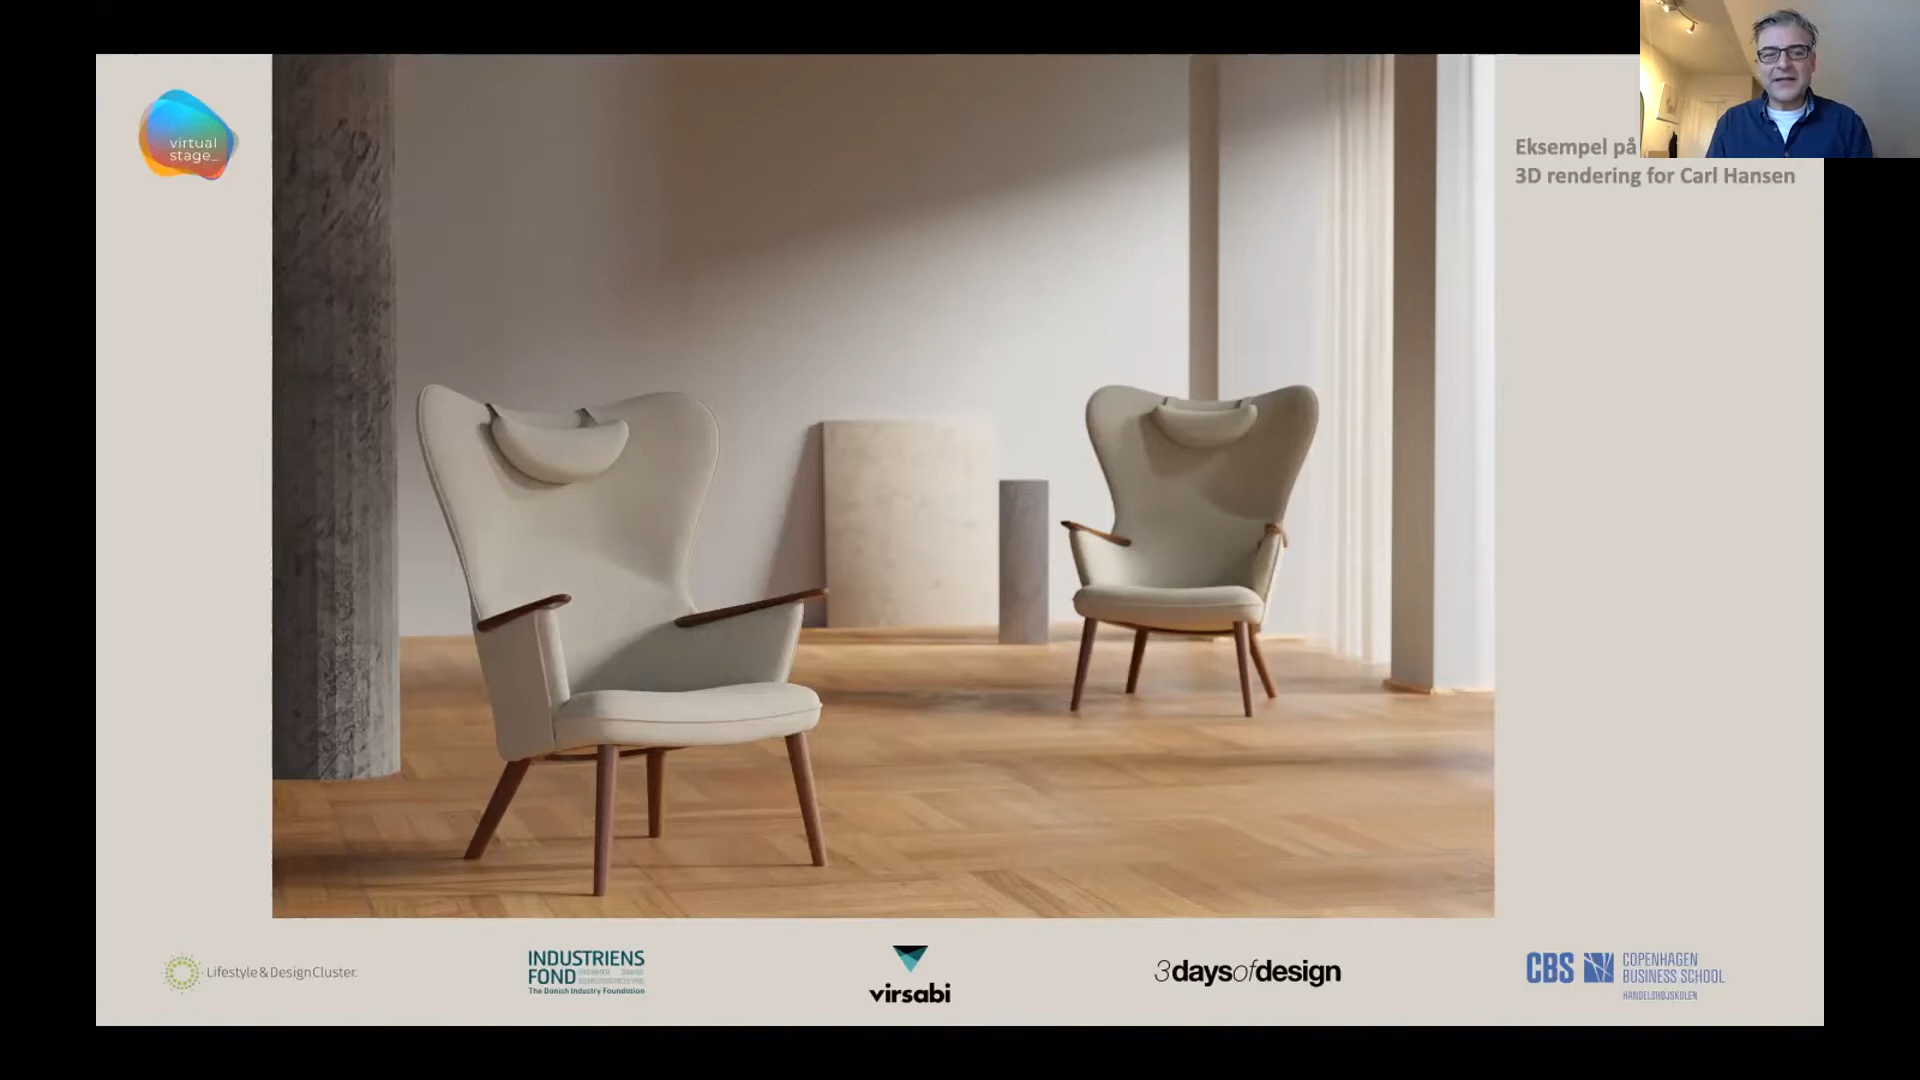 virtual
stage_
Eksempel på
3D rendering for Carl Hansen
Lifestyle & DesignCluster.
INDUSTRIENS
FOND
The Danish Industry Foundation
virsabi
3daysofdesign
CBS
COPENHAGEN
BUSINESS SCHOOL
HANDELSHØJSKOLEN